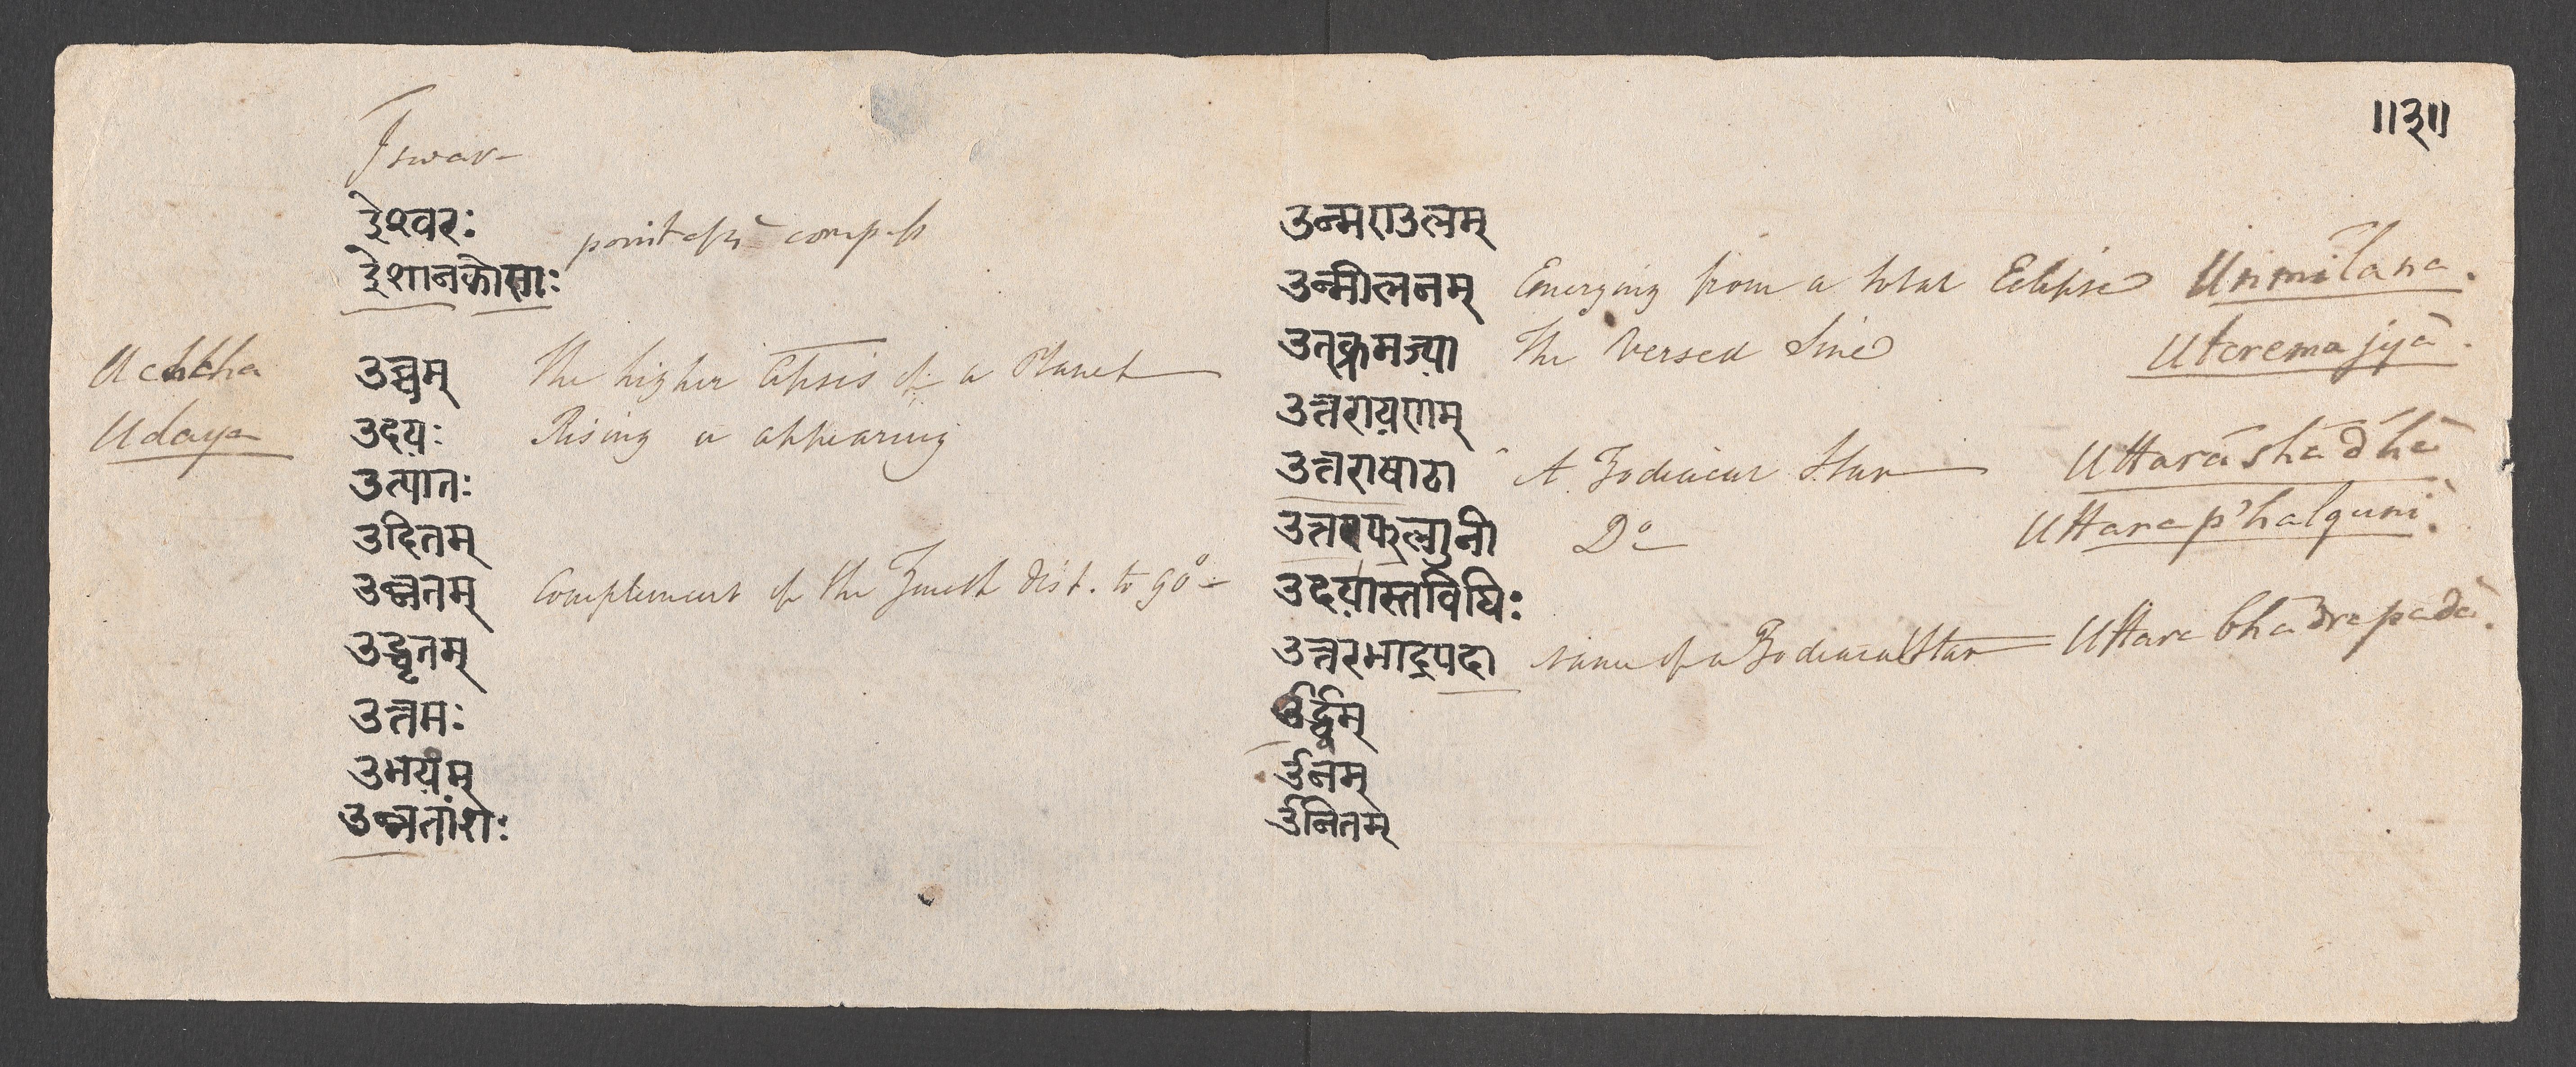 ॥३॥
Iswar
ईश्वरः
ईशानकोणः point of ye compass
Uchcha उच्चम् The higher Apsis of a Planet
Udaya उदयः Rising or appearing
उत्पातः
उदितम्
उन्नतम् Complement of the Zenith dist. to 90°
उद्धृतम्
उत्तमः
उभयम्
उन्नतांशाः
उन्मण्डलम्
उन्मीलनम् Emerging from a total Eclipse Unmilana.
उत्क्रमज्या The Versed Sine Utcremajyā.
उत्तरायणम्
उत्तराषाढा A Zodiacal Star Uttarāshādhā
उत्तरफल्गुनी Do Uttarap'halguni.
उदयास्तविधिः
उत्तरभाद्रपदा name of a Zodiacal Star Uttarabhādrapadā.
ऊर्द्ध्वम्
ऊनम्
ऊनितम्